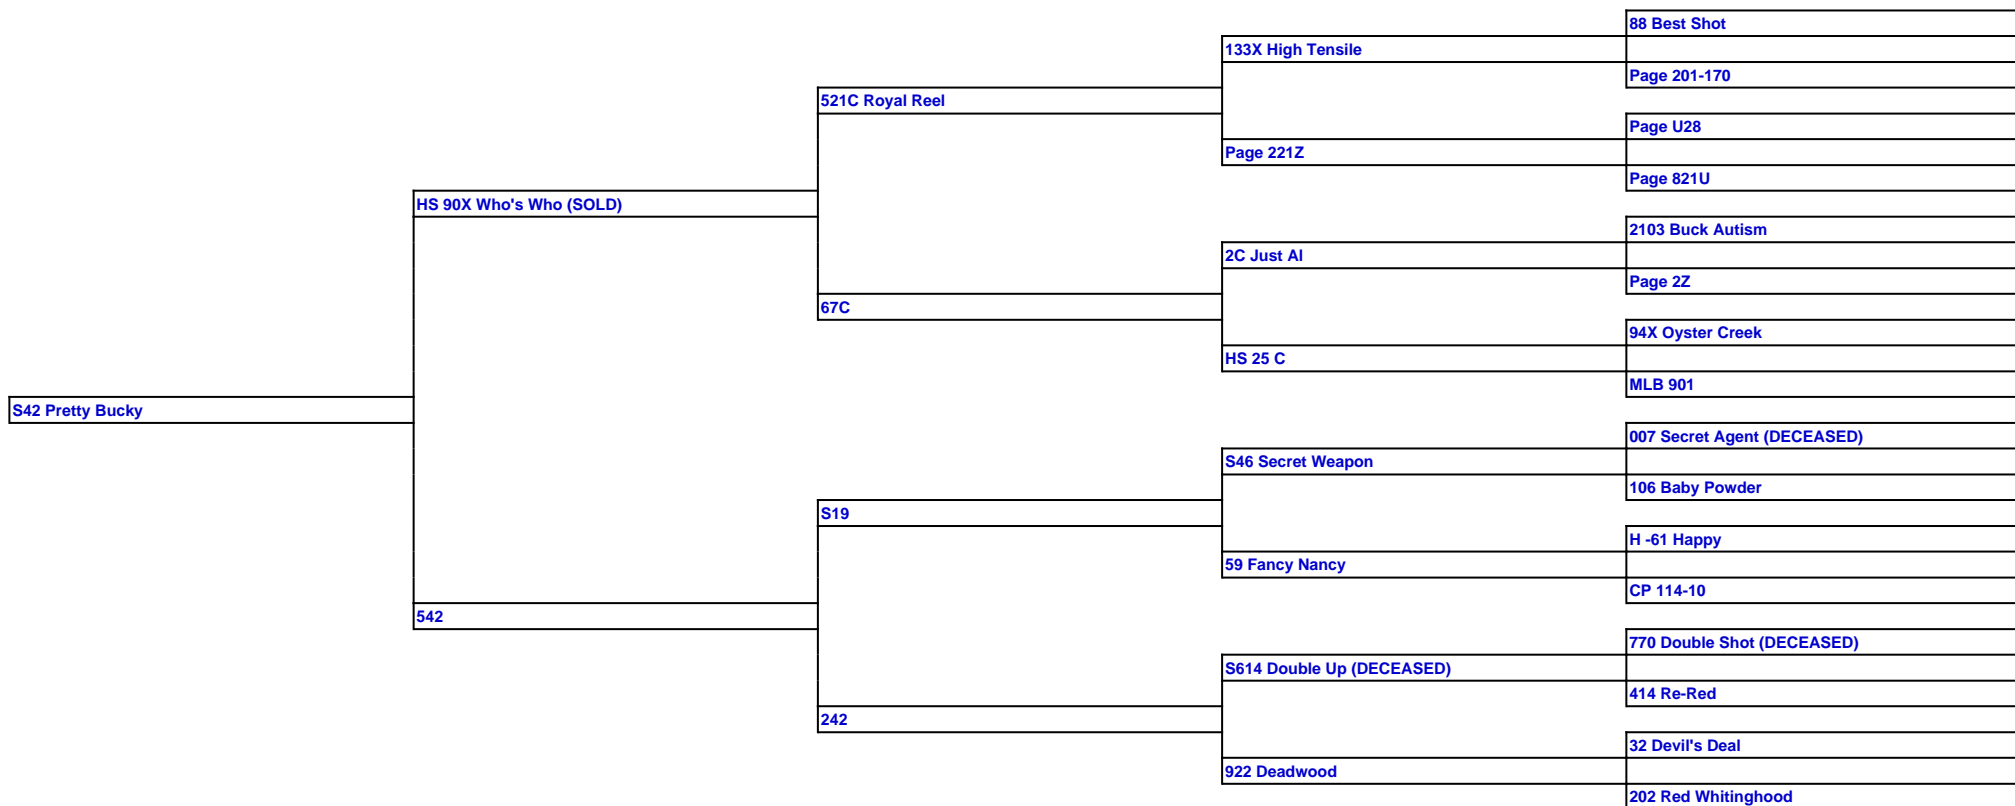 88 Best Shot
133X High Tensile
Page 201-170
521C Royal Reel
Page U28
Page 221Z
Page 821U
HS 90X Who's Who (SOLD)
2103 Buck Autism
2C Just AI
Page 2Z
67C
94X Oyster Creek
HS 25 C
MLB 901
S42 Pretty Bucky
007 Secret Agent (DECEASED)
S46 Secret Weapon
106 Baby Powder
S19
H -61 Happy
59 Fancy Nancy
CP 114-10
542
770 Double Shot (DECEASED)
S614 Double Up (DECEASED)
414 Re-Red
242
32 Devil's Deal
922 Deadwood
202 Red Whitinghood